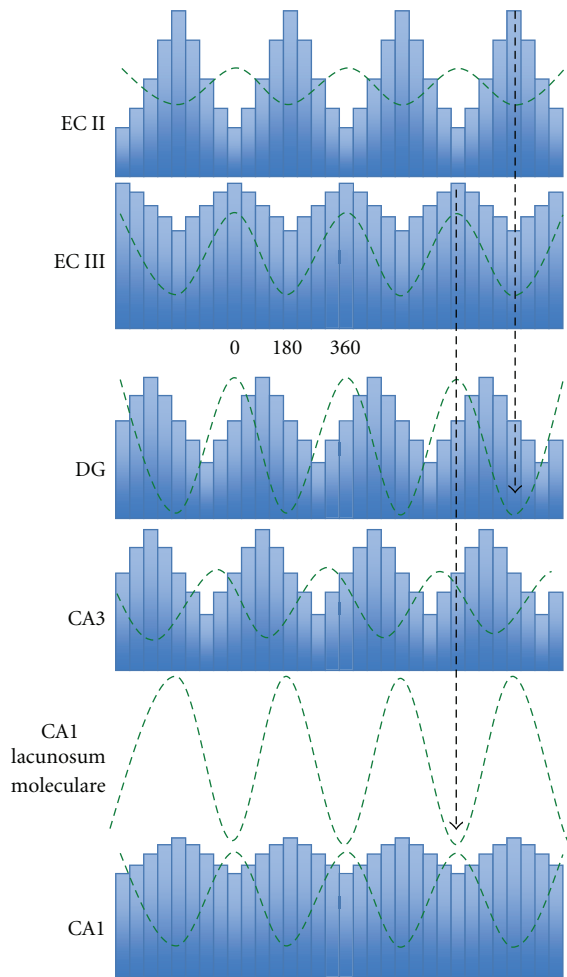 EC II
EC III
0 180 360
DG
CA3
CA1
lacunosum
moleculare
CA1